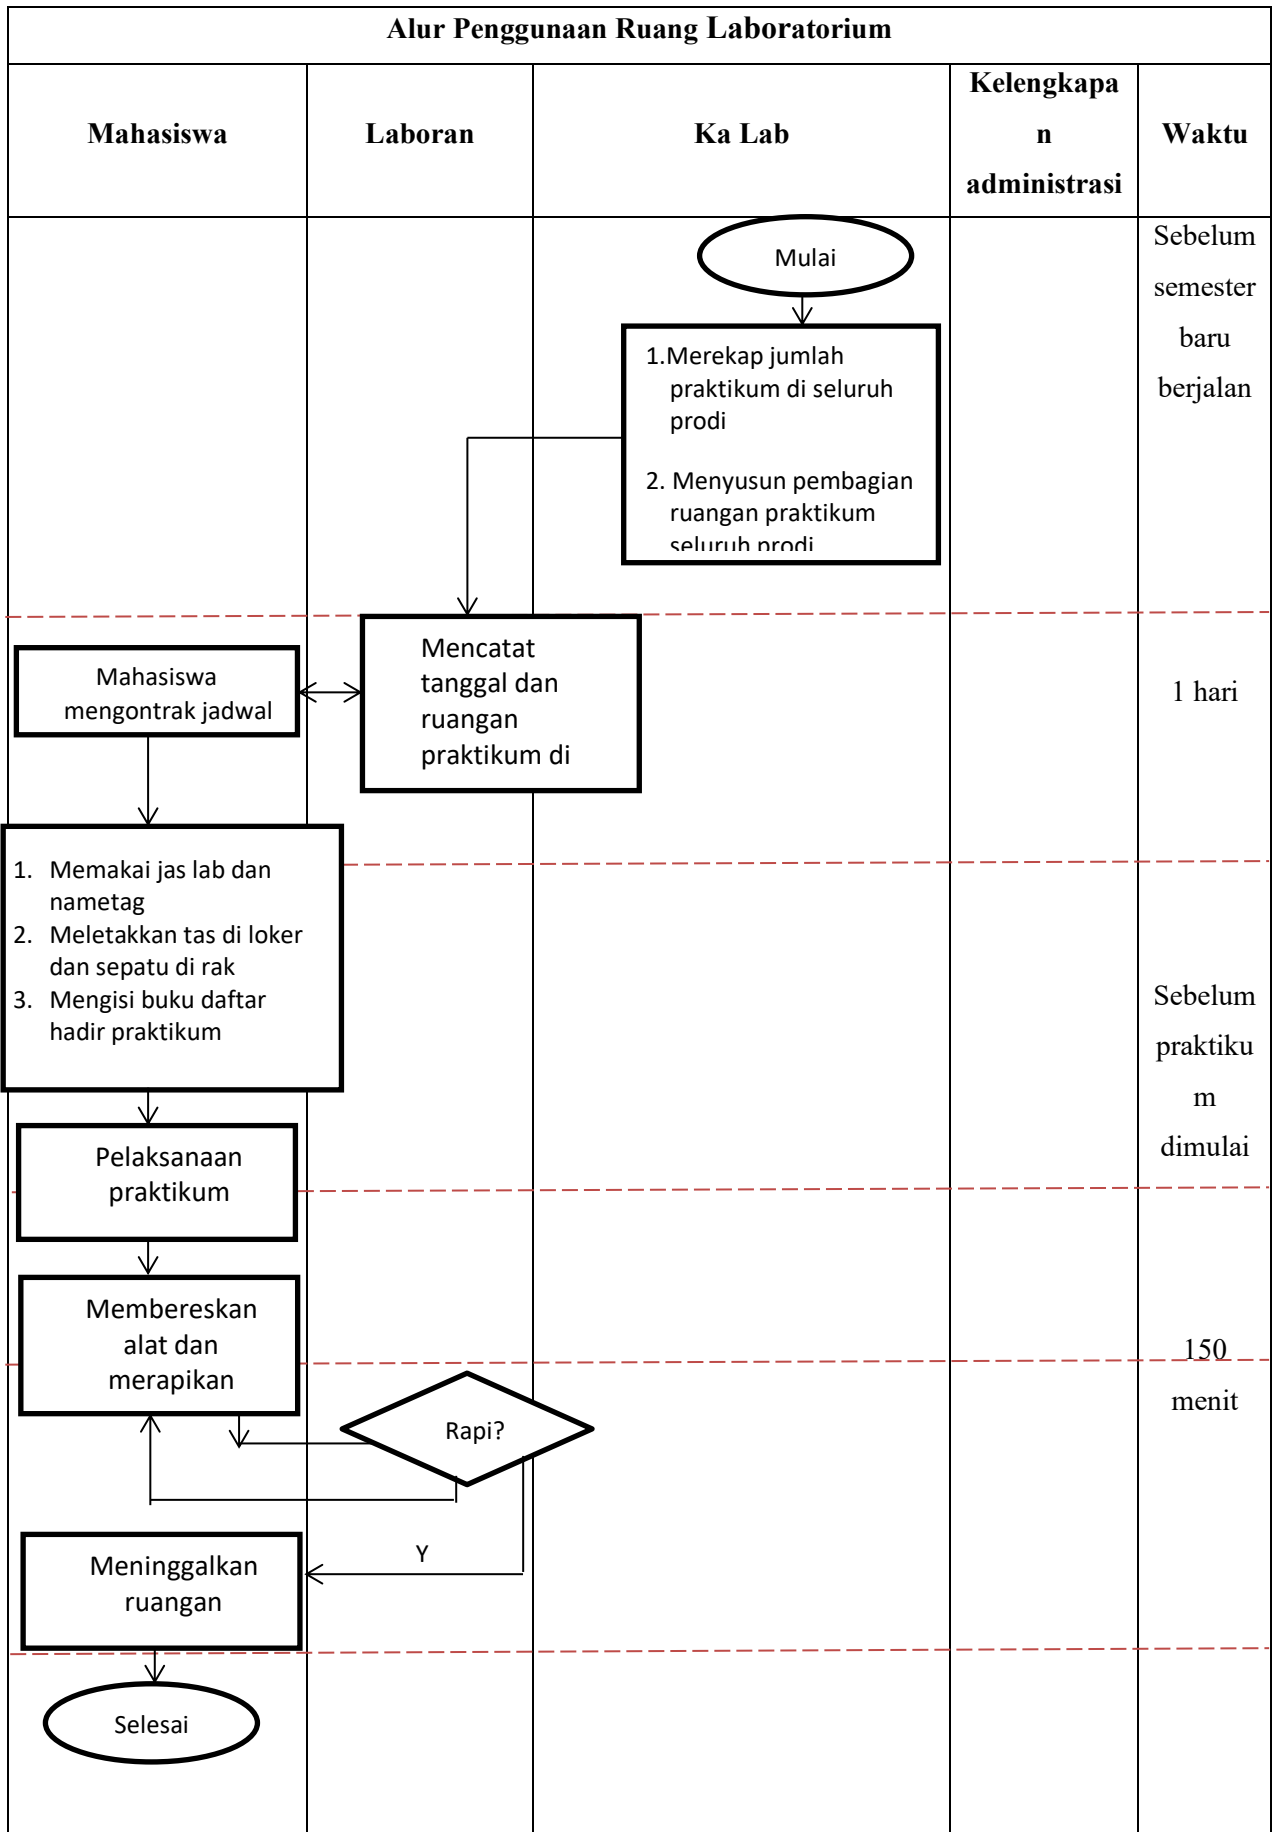 Alur Penggunaan Ruang Laboratorium
Mahasiswa
Laboran
Ka Lab
Kelengkapa
n
administrasi
Waktu
Mulai
Sebelum
semester
baru
berjalan
1.Merekap jumlah
praktikum di seluruh
prodi
2. Menyusun pembagian
ruangan praktikum
seluruh prodi
Mencatat
tanggal dan
ruangan
praktikum di
Mahasiswa
mengontrak jadwal
1 hari
1. Memakai jas lab dan
nametag
2. Meletakkan tas di loker
dan sepatu di rak
3. Mengisi buku daftar
hadir praktikum
Sebelum
praktiku
m
dimulai
Pelaksanaan
praktikum
Membereskan
alat dan
merapikan
150
menit
Rapi?
Y
Meninggalkan
ruangan
Selesai